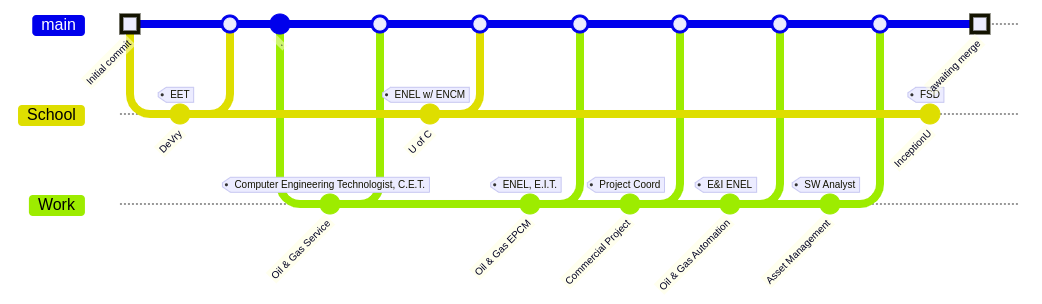 main
Initial commit
.
awaiting merge
EET
ENEL w/ ENCM
FSD
School
DeVry
U of C
InceptionU
Computer Engineering Technologist, C.E.T.
ENEL, E.I.T.
Project Coord
E&I ENEL
SW Analyst
Work
Oil & Gas Service
Oil & Gas EPCM
Commercial Project
Oil & Gas Automation
Asset Management